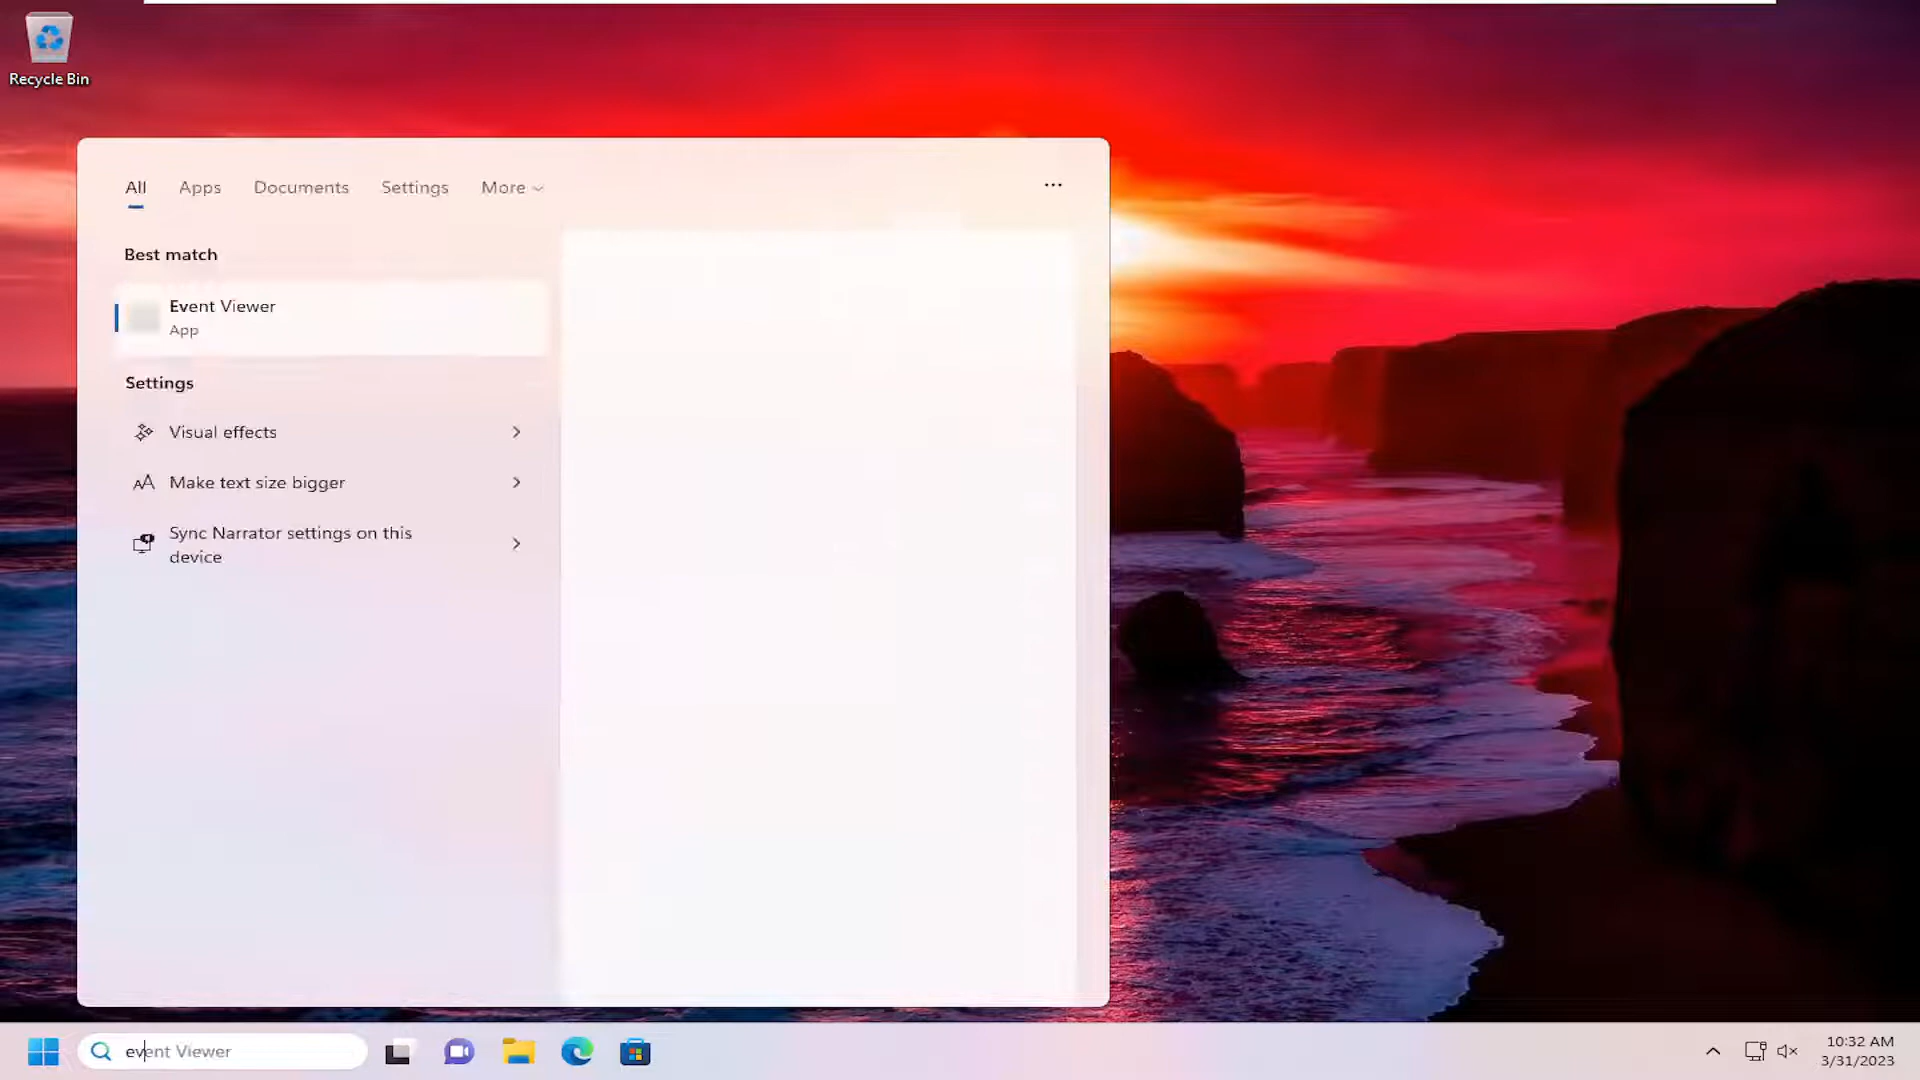 Recycle Bin
All Apps Documents Settings More
Best match
Event Viewer
App
Settings
Visual effects
Make text size bigger
Sync Narrator settings on this
device
event Viewer
10:32 AM
3/31/2023